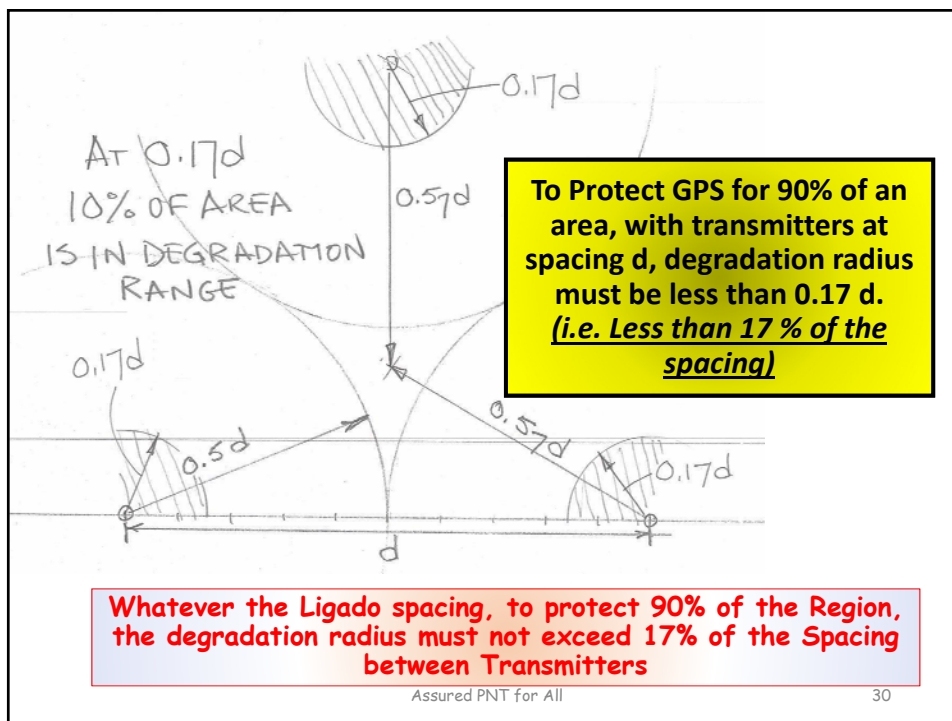 0.17d
AT 0.17d
10% OF AREA
IS IN DEGRADATION
RANGE
0.57d
To Protect GPS for 90% of an
area, with transmitters at
spacing d, degradation radius
must be less than 0.17 d.
(i.e. Less than 17 % of the
spacing)
0.17d
0.5d
0.57d
0.17d
d
Whatever the Ligado spacing, to protect 90% of the Region,
the degradation radius must not exceed 17% of the Spacing
between Transmitters
Assured PNT for All
30